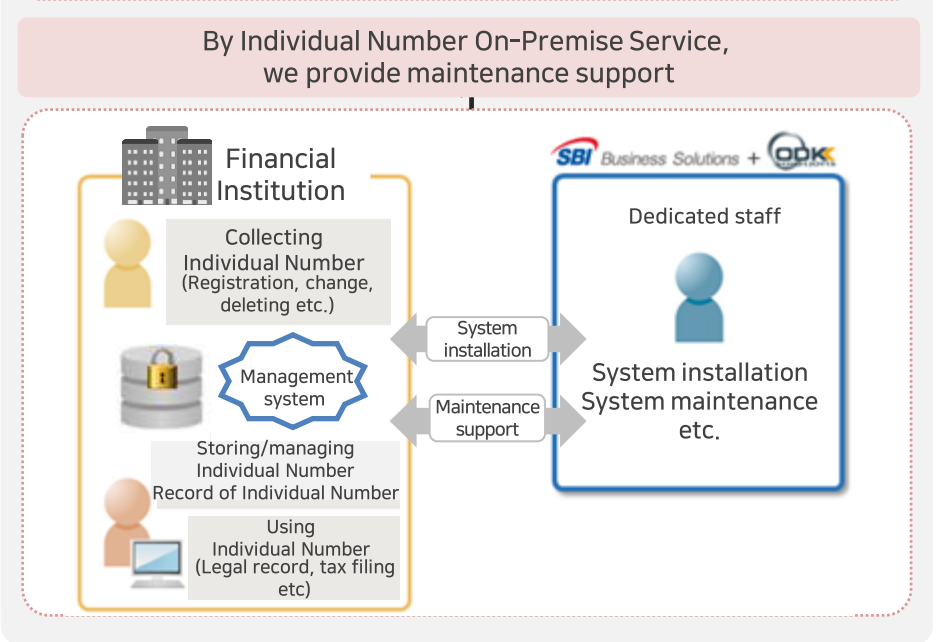 By Individual Number On-Premise Service,
we provide maintenance support
Financial
Institution
Collecting
Individual Number
(Registration, change,
deleting etc.)
Management
system
Storing/managing
Individual Number
Record of Individual Number
Using
Individual Number
(Legal record, tax filing
etc)
System
installation
Maintenance
support
SBI Business Solutions + ODK
Dedicated staff
System installation
System maintenance
etc.